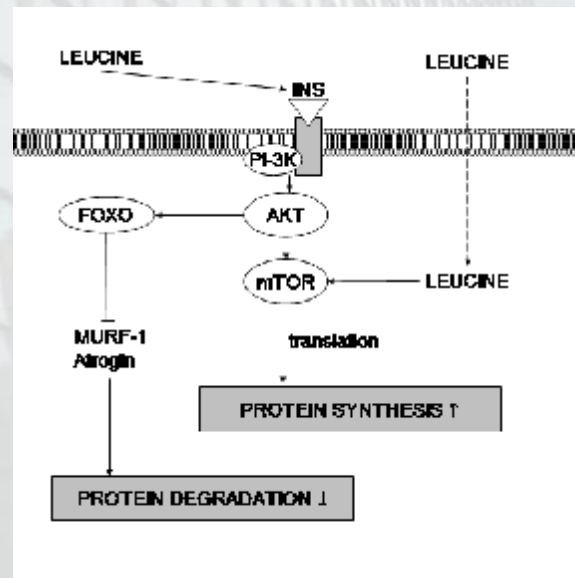 LEUCINE
LEUCINE
INS
PI-3K
FOXO
AKT
mTOR
LEUCINE
MURF-1
Atrogin
translation
PROTEIN SYNTHESIS ↑
PROTEIN DEGRADATION ↓